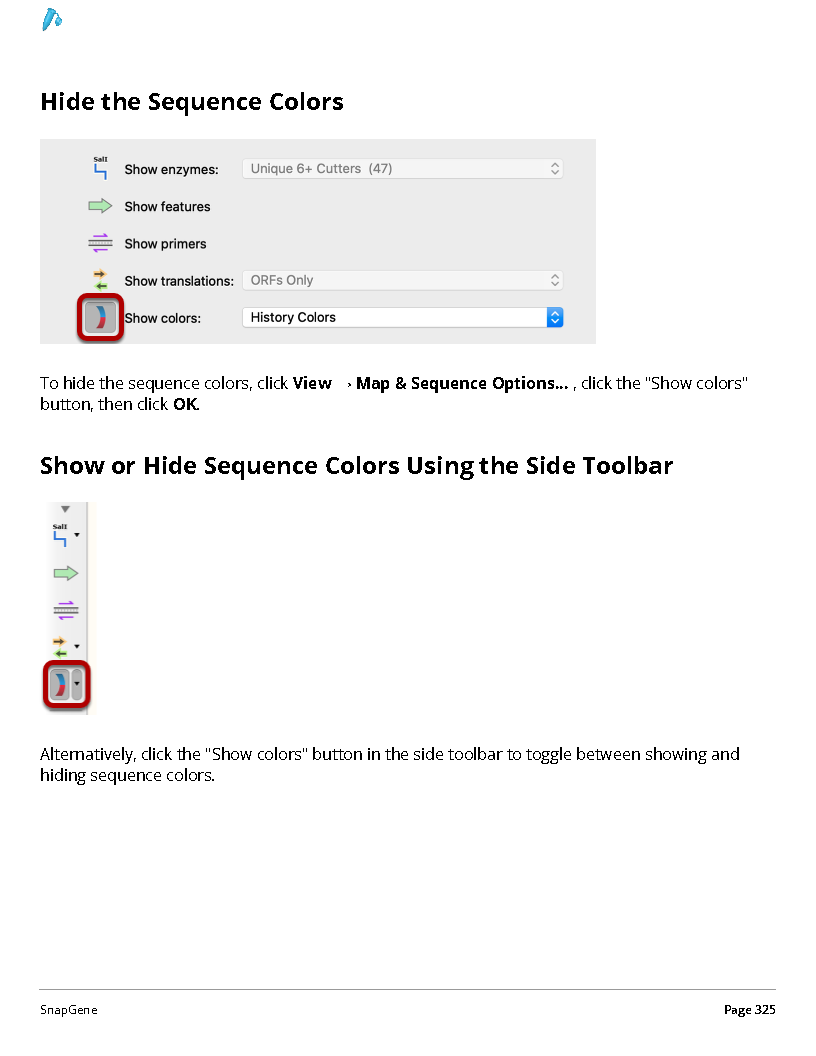 Hide the Sequence Colors
SalI
Show enzymes: Unique 6+ Cutters (47)
Show features
Show primers
Show translations: ORFs Only
Show colors: History Colors
To hide the sequence colors, click View → Map & Sequence Options... , click the "Show colors"
button, then click OK.
Show or Hide Sequence Colors Using the Side Toolbar
SalI
Alternatively, click the "Show colors" button in the side toolbar to toggle between showing and
hiding sequence colors.
SnapGene Page 325